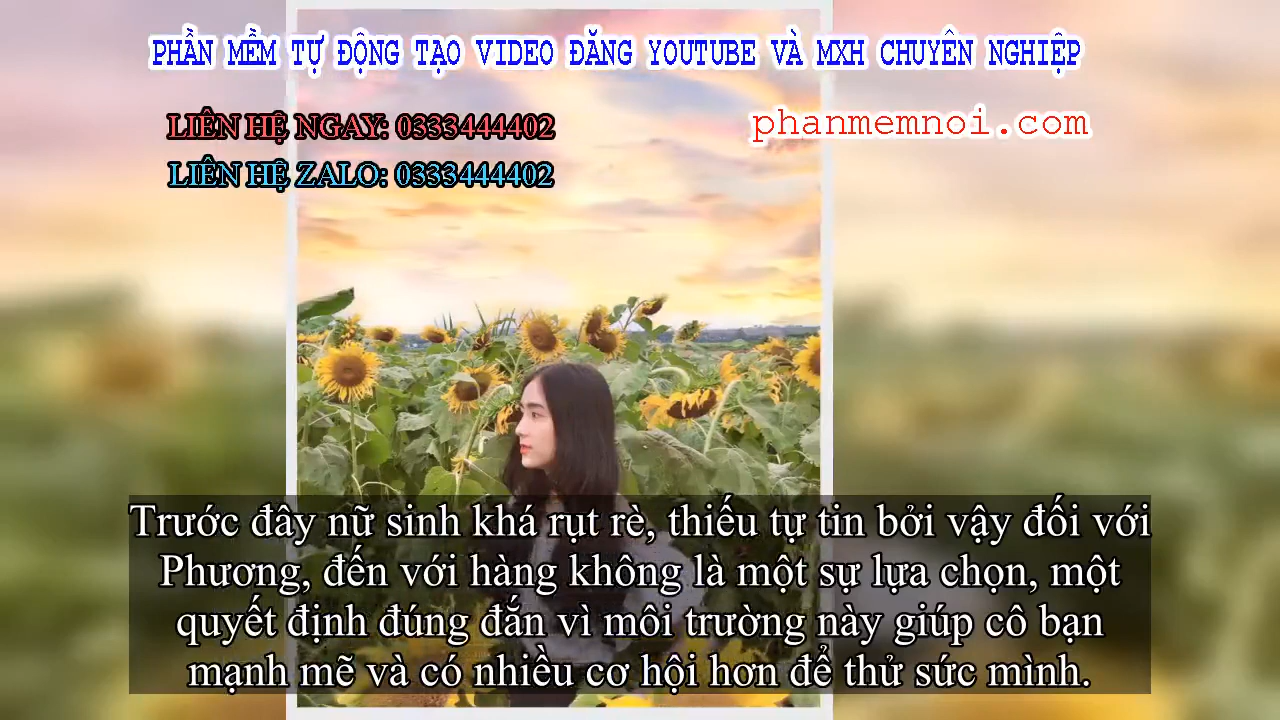 PHẦN MỀM TỰ ĐỘNG TẠO VIDEO ĐĂNG YOUTUBE VÀ MXH CHUYÊN NGHIỆP
LIÊN HỆ NGAY: 0333444402
phanmemnoi.com
LIÊN HỆ ZALO: 0333444402
Trước đây nữ sinh khá rụt rè, thiếu tự tin bởi vậy đối với
Phương, đến với hàng không là một sự lựa chọn, một
quyết định đúng đắn vì môi trường này giúp cô bạn
mạnh mẽ và có nhiều cơ hội hơn để thử sức mình.